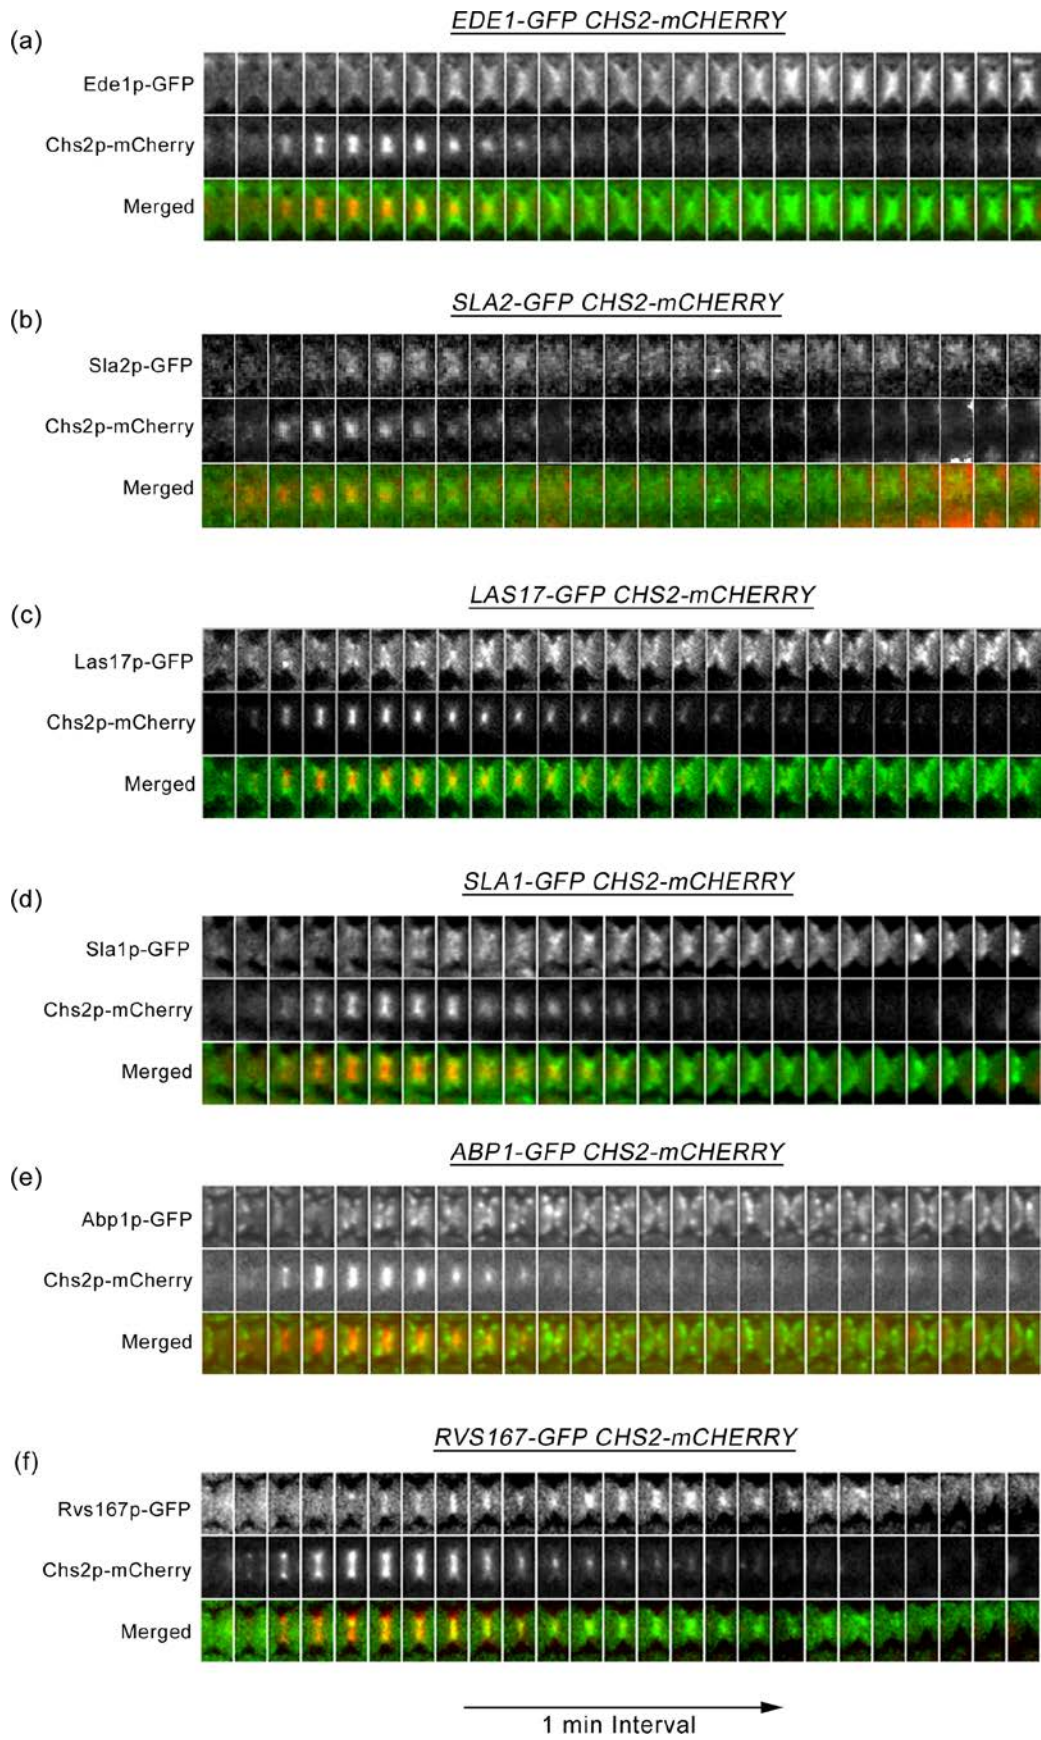 (a)
EDE1-GFP CHS2-mCHERRY
Ede1p-GFP
Chs2p-mCherry
Merged
(b)
SLA2-GFP CHS2-mCHERRY
Sla2p-GFP
Chs2p-mCherry
Merged
(c)
LAS17-GFP CHS2-mCHERRY
Las17p-GFP
Chs2p-mCherry
Merged
(d)
SLA1-GFP CHS2-mCHERRY
Sla1p-GFP
Chs2p-mCherry
Merged
(e)
ABP1-GFP CHS2-mCHERRY
Abp1p-GFP
Chs2p-mCherry
Merged
(f)
RVS167-GFP CHS2-mCHERRY
Rvs167p-GFP
Chs2p-mCherry
Merged
1 min Interval